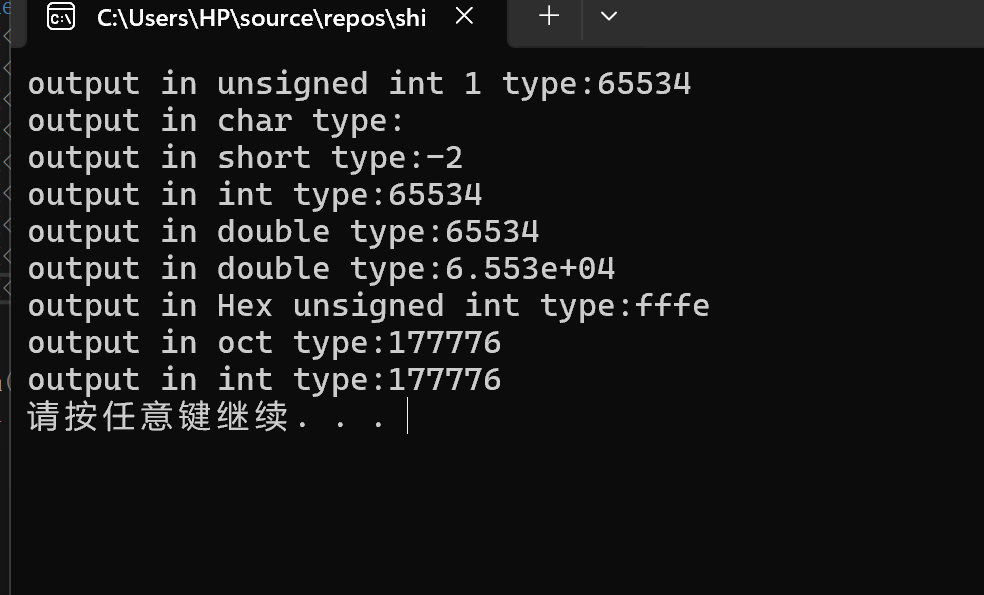 C:\Users\HP\source\repos\shi
output in unsigned int 1 type:65534
output in char type:
output in short type:-2
output in int type:65534
output in double type:65534
output in double type:6.553e+04
output in Hex unsigned int type:fffe
output in oct type:177776
output in int type:177776
请按任意键继续. . .